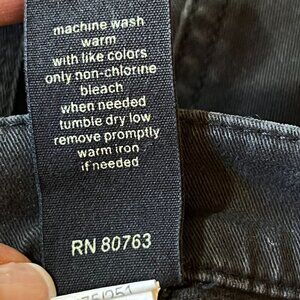 machine wash
warm
with like colors
only non-chlorine
bleach
when needed
tumble dry low
remove promptly
warm iron
if needed
RN 80763